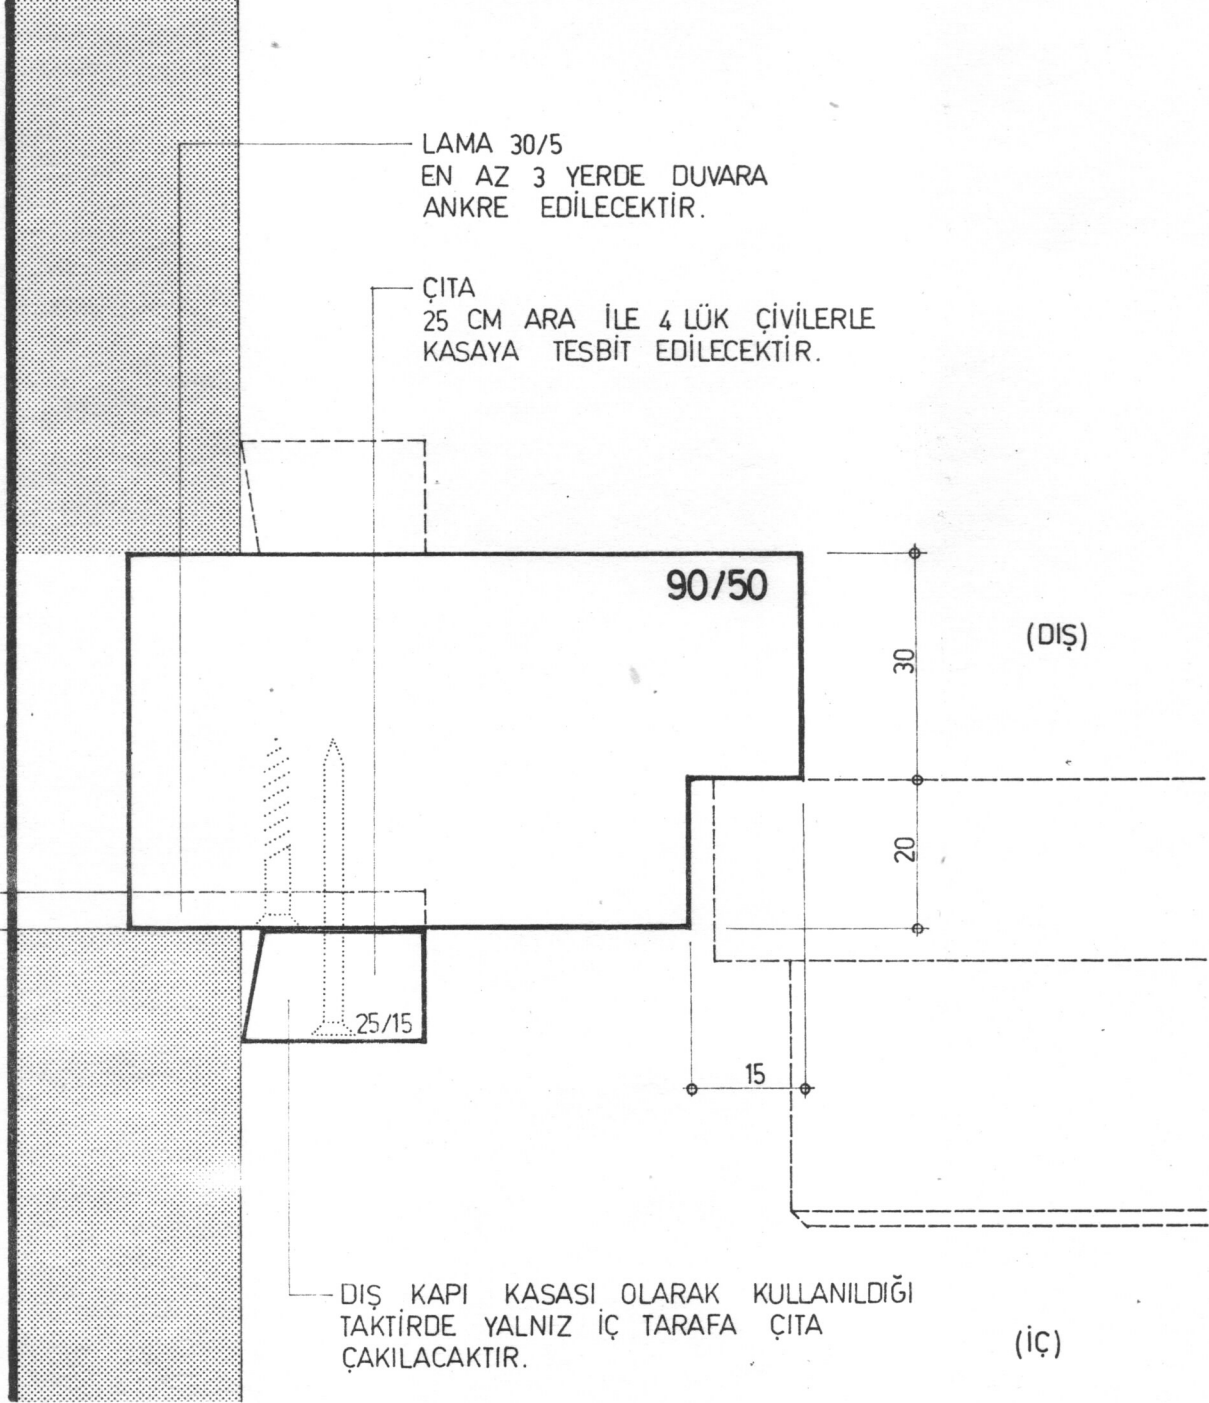 LAMA 30/5
EN AZ 3 YERDE DUVARA
ANKRE EDİLECEKTİR.
ÇITA
25 CM ARA İLE 4 LÜK ÇİVİLERLE
KASAYA TESBİT EDİLECEKTİR.
90/50
(DIŞ)
30
20
25/15
15
DIŞ KAPI KASASI OLARAK KULLANILDIĞI
TAKTİRDE YALNIZ İÇ TARAFA ÇITA
ÇAKILACAKTIR.
(İÇ)